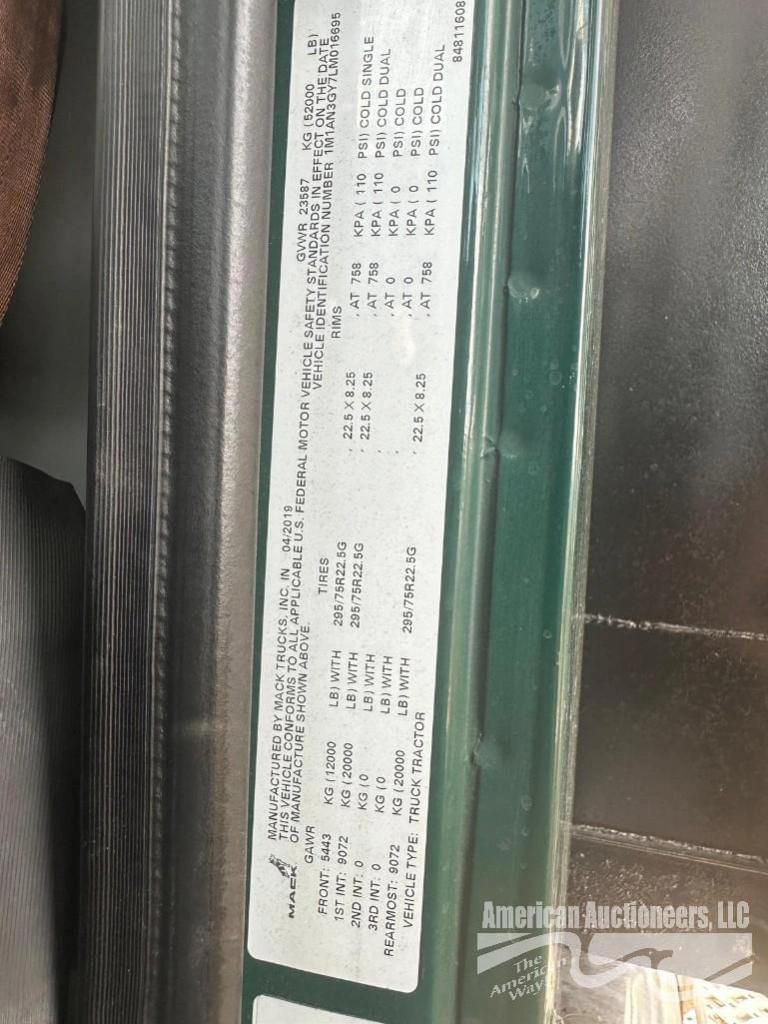 MACK
MANUFACTURED BY MACK TRUCKS, INC. IN 04/2019 GVWR 23587 KG (52000 LB)
THIS VEHICLE CONFORMS TO ALL APPLICABLE U.S. FEDERAL MOTOR VEHICLE SAFETY STANDARDS IN EFFECT ON THE DATE
OF MANUFACTURE SHOWN ABOVE. VEHICLE IDENTIFICATION NUMBER 1M1AN3GY7LM016695
GAWR TIRES RIMS
FRONT: 5443 KG (12000 LB) WITH 295/75R22.5G , 22.5 X 8.25 , AT 758 KPA ( 110 PSI) COLD SINGLE
1ST INT: 9072 KG (20000 LB) WITH 295/75R22.5G , 22.5 X 8.25 , AT 758 KPA ( 110 PSI) COLD DUAL
2ND INT: 0 KG (0 LB) WITH , , AT 0 KPA ( 0 PSI) COLD
3RD INT: 0 KG (0 LB) WITH , AT 0 KPA ( 0 PSI) COLD
REARMOST: 9072 KG (20000 LB) WITH 295/75R22.5G , 22.5 X 8.25 , AT 758 KPA ( 110 PSI) COLD DUAL
VEHICLE TYPE: TRUCK TRACTOR
84811608
American Auctioneers, LLC
The
American
Way